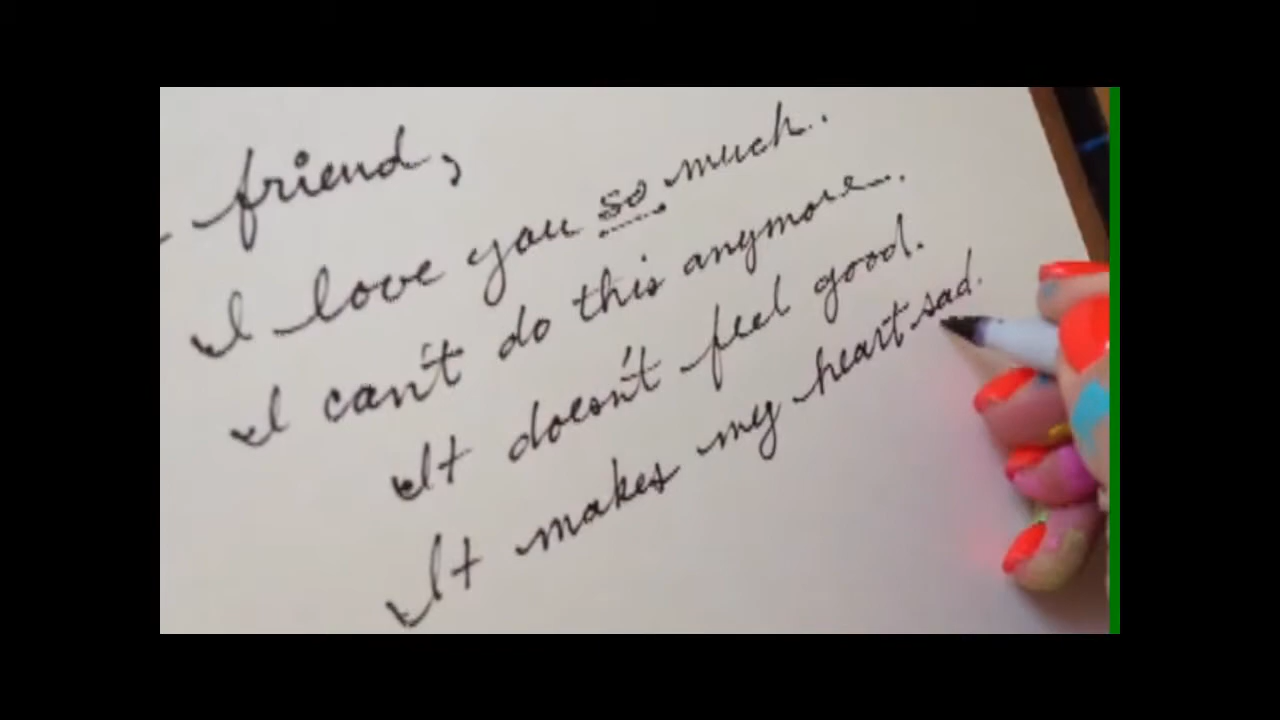 friend,
I love you so much.
I can't do this anymore.
It doesn't feel good.
It makes my heart sad.